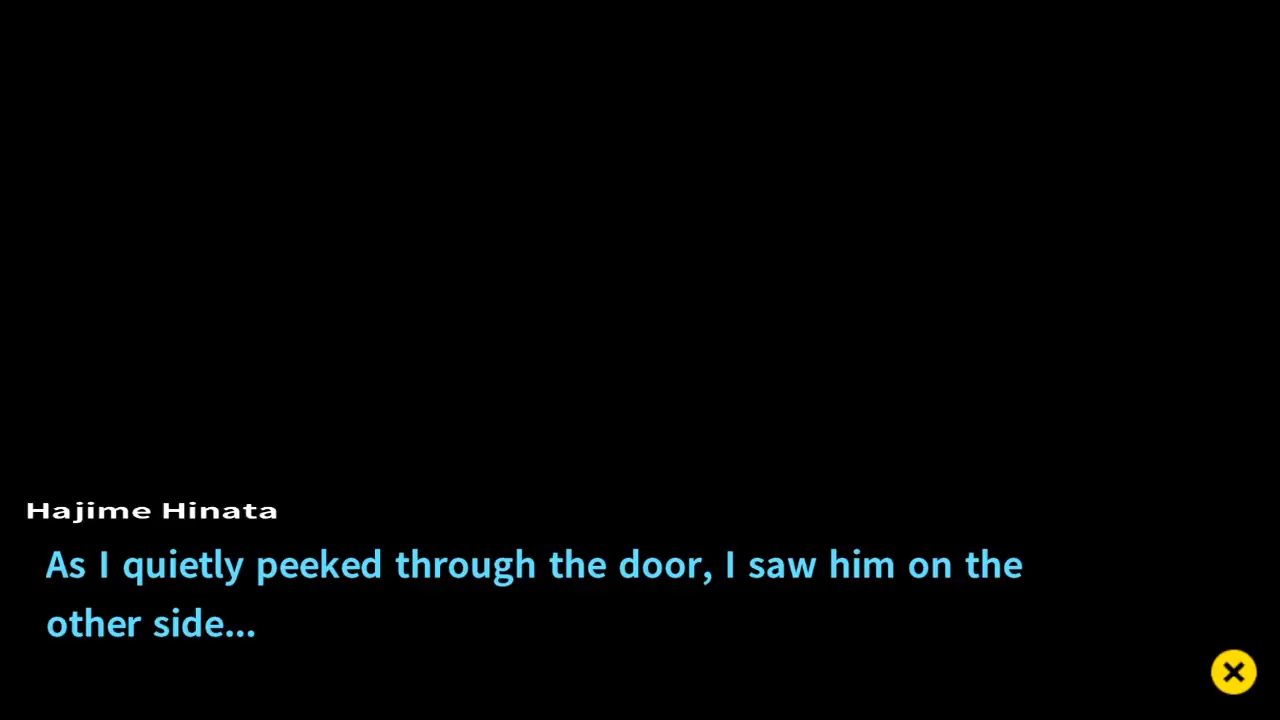 Hajime Hinata
As I quietly peeked through the door, I saw him on the
other side...